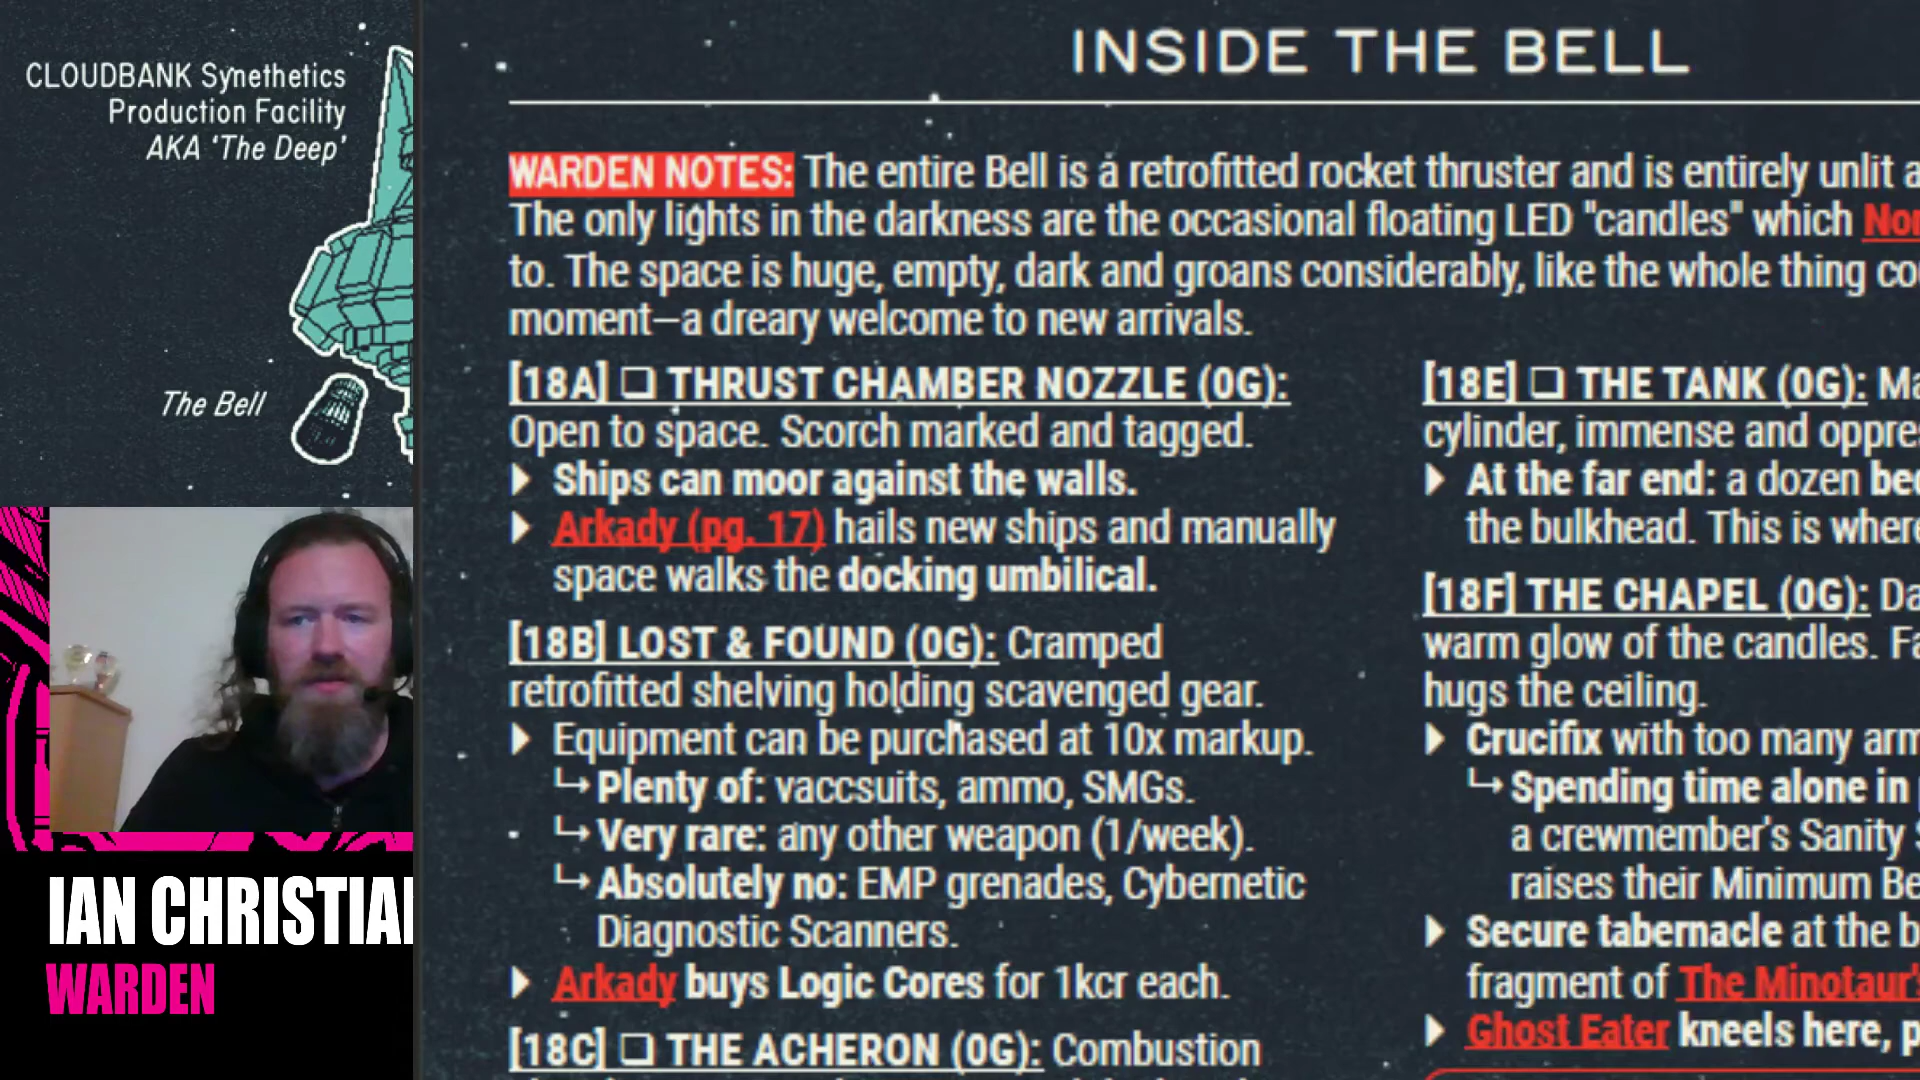 CLOUDBANK Synethetics
Production Facility
AKA 'The Deep'
The Bell
IAN CHRISTIAN
WARDEN
INSIDE THE BELL
WARDEN NOTES: The entire Bell is a retrofitted rocket thruster and is entirely unlit
The only lights in the darkness are the occasional floating LED "candles" which
to. The space is huge, empty, dark and groans considerably, like the whole thing
moment—a dreary welcome to new arrivals.
[18A] ❏ THRUST CHAMBER NOZZLE (0G):
Open to space. Scorch marked and tagged.
Ships can moor against the walls.
Arkady (pg. 17) hails new ships and manually
space walks the docking umbilical.
[18B] LOST & FOUND (0G): Cramped
retrofitted shelving holding scavenged gear.
Equipment can be purchased at 10x markup.
Plenty of: vaccsuits, ammo, SMGs.
Very rare: any other weapon (1/week).
Absolutely no: EMP grenades, Cybernetic
Diagnostic Scanners.
Arkady buys Logic Cores for 1kcr each.
[18C] ❏ THE ACHERON (0G): Combustion
[18E] ❏ THE TANK (0G):
cylinder, immense and
At the far end: a dozen
the bulkhead. This is
[18F] THE CHAPEL (0G):
warm glow of the candles.
hugs the ceiling.
Crucifix with too many
Spending time alone in
a crewmember's Sanity
raises their Minimum
Secure tabernacle at the
fragment of The Minotaur's
Ghost Eater kneels here,